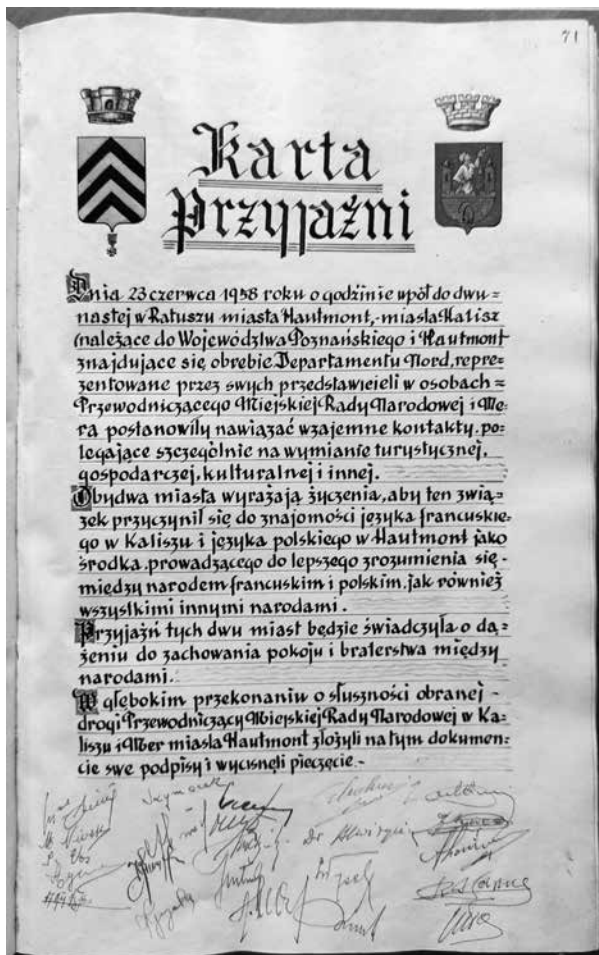 71
Karta
Przyjaźni
Dnia 23 czerwca 1958 roku o godzinie wpół do dwu=
nastej w Ratuszu miasta Hautmont,-miasta Kalisz
(należące do Województwa Poznańskiego i Hautmont
znajdujące się obrębie Departamentu Nord, repre=
zentowane przez swych przedstawicieli w osobach =
Przewodniczącego Miejskiej Rady Narodowej i Me=
ra postanowiły nawiązać wzajemne kontakty. po=
legające szczególnie na wymianie turystycznej,
gospodarczej, kulturalnej i innej.
Obydwa miasta wyrażają życzenia, aby ten zwią=
zek przyczynił się do znajomości języka francuskie=
go w Kaliszu i języka polskiego w Hautmont jako
środka prowadzącego do lepszego zrozumienia się -
między narodem francuskim i polskim, jak również
wszystkimi innymi narodami.
Przyjaźń tych dwu miast będzie świadczyła o dą=
żeniu do zachowania pokoju i braterstwa między
narodami.
W głębokim przekonaniu o słuszności obranej -
drogi Przewodniczący Miejskiej Rady Narodowej w Ka=
liszu i Mer miasta Hautmont złożyli na tym dokumen=
cie swe podpisy i wycisnęli pieczęcie.-